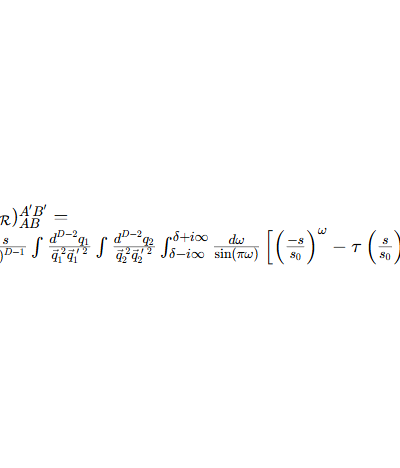 _{\mathcal{R}})_{AB}^{A'B'} =
\frac{s}{)^{D-1}} \int \frac{d^{D-2}q_1}{\vec{q}_1^{\,2}\vec{q}_1^{\,\prime\,2}} \int \frac{d^{D-2}q_2}{\vec{q}_2^{\,2}\vec{q}_2^{\,\prime\,2}} \int_{\delta-i\infty}^{\delta+i\infty} \frac{d\omega}{\sin(\pi\omega)} \left[ \left( \frac{-s}{s_0} \right)^{\omega} - \tau \left( \frac{s}{s_0} \right)